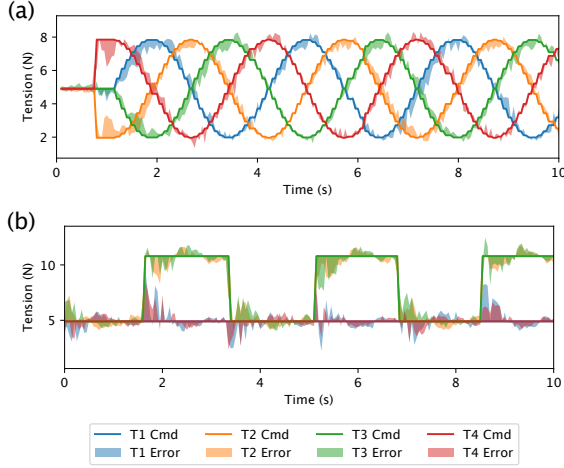 (a)
8
6
4
2
Tension (N)
0 2 4 6 8 10
Time (s)
(b)
10
5
Tension (N)
0 2 4 6 8 10
Time (s)
T1 Cmd T2 Cmd T3 Cmd T4 Cmd
T1 Error T2 Error T3 Error T4 Error